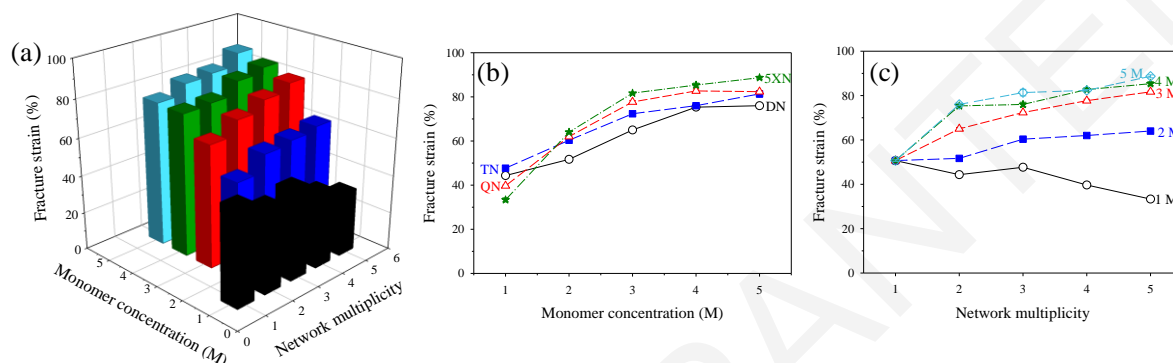 (a)
Fracture strain (%)
100
80
60
40
20
0
5
4
3
2
1
0
Monomer concentration (M)
0
1
2
3
4
5
6
Network multiplicity
(b)
Fracture strain (%)
100
80
60
40
20
0
5XN
DN
TN
QN
1 2 3 4 5
Monomer concentration (M)
(c)
Fracture strain (%)
100
80
60
40
20
0
5 M
4 M
3 M
2 M
1 M
1 2 3 4 5
Network multiplicity